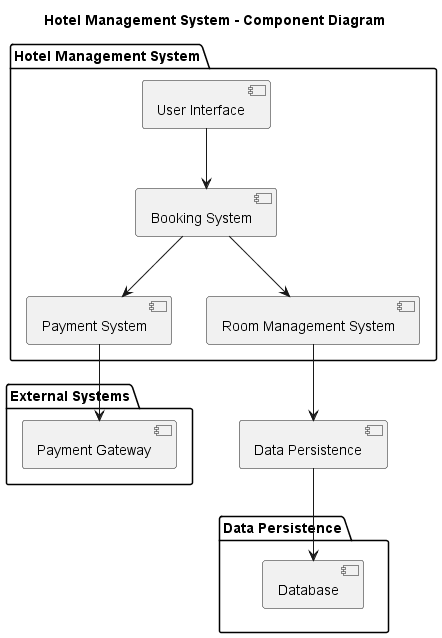 Hotel Management System - Component Diagram
Hotel Management System
User Interface
Booking System
Payment System
Room Management System
External Systems
Payment Gateway
Data Persistence
Data Persistence
Database